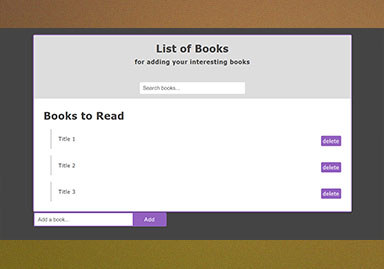 List of Books
for adding your interesting books
Search books...
Books to Read
Title 1
delete
Title 2
delete
Title 3
delete
Add a book...
Add